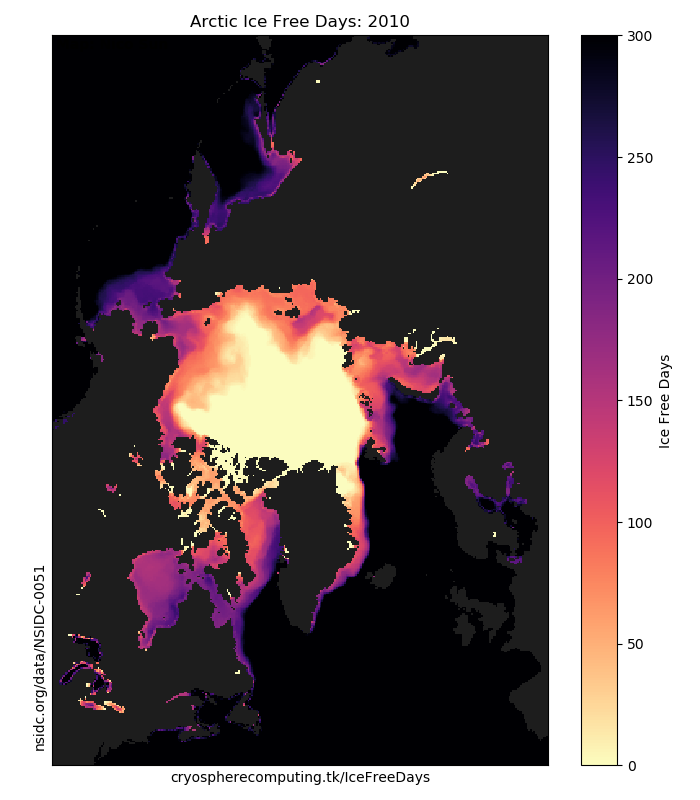 Arctic Ice Free Days: 2010
300
250
200
150
100
50
0
Ice Free Days
nsidc.org/data/NSIDC-0051
cryospherecomputing.tk/IceFreeDays